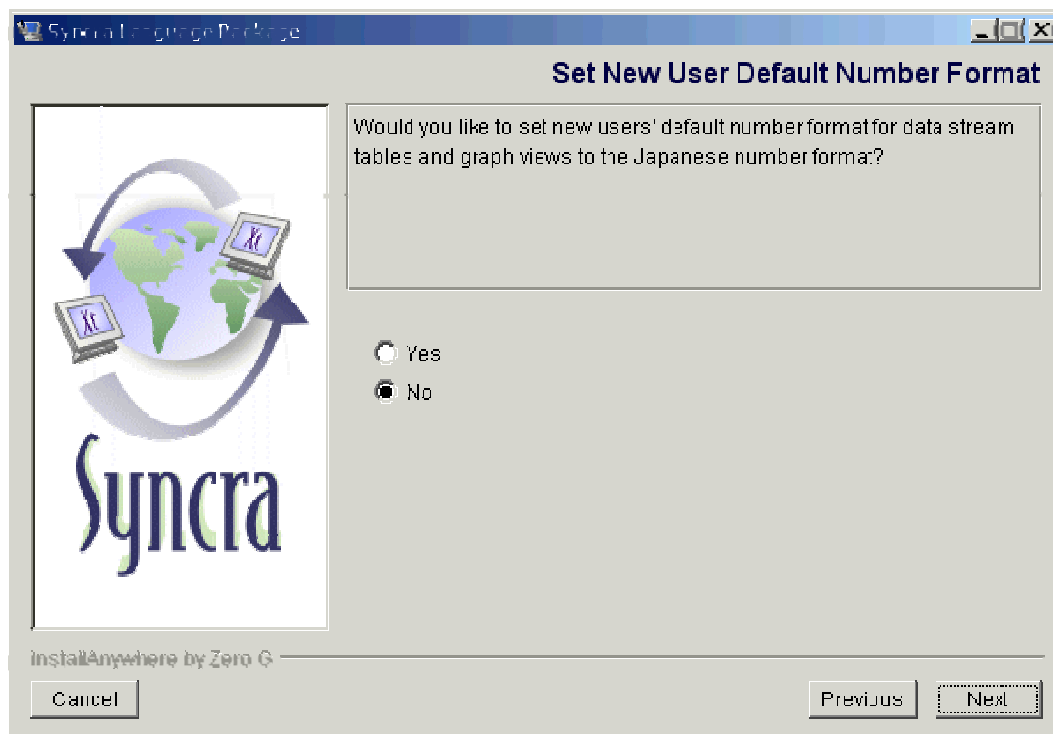 Syncra Language Package
Set New User Default Number Format
Would you like to set new users' default number format for data stream
tables and graph views to the Japanese number format?
Xt
Xt
Yes
No
Syncra
InstallAnywhere by Zero G
Cancel
Previous
Next